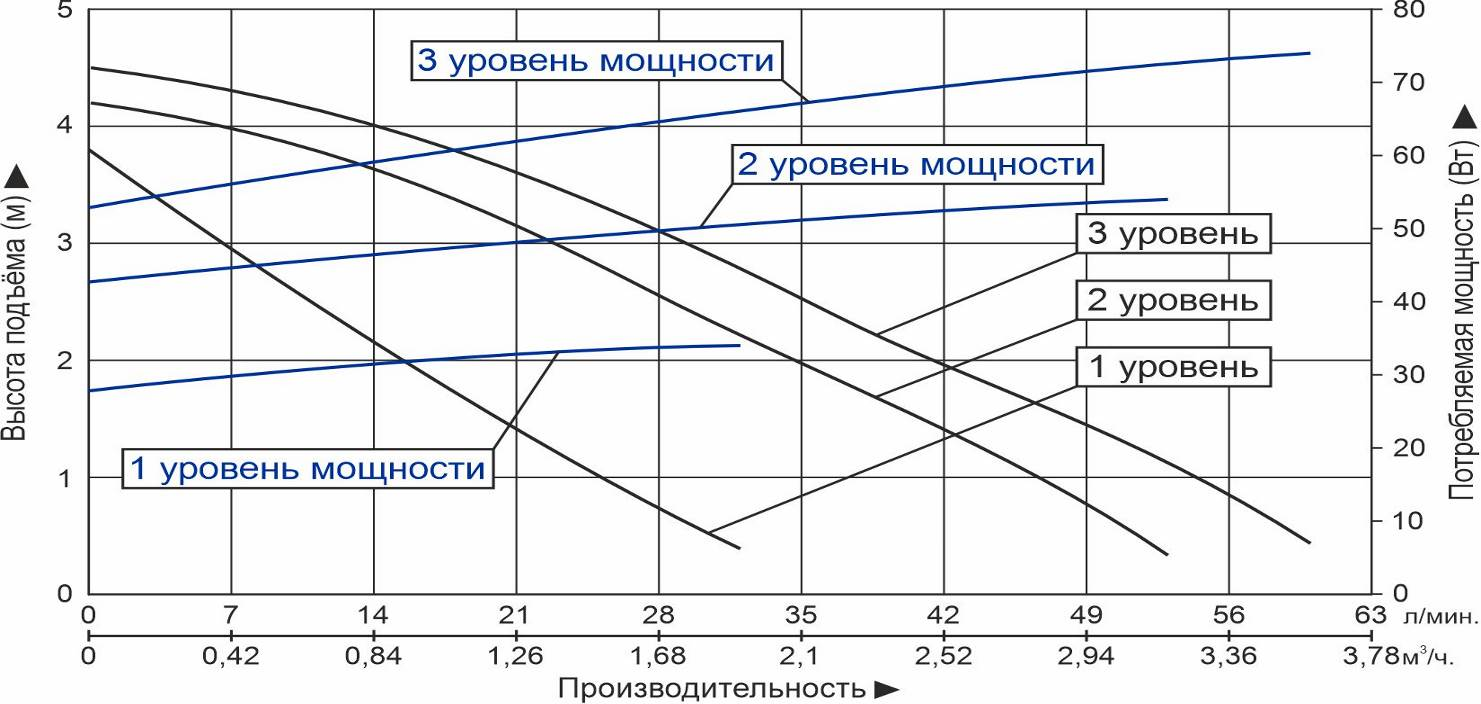 5
4
3
2
1
0
Высота подъёма (м)
3 уровень мощности
2 уровень мощности
1 уровень мощности
3 уровень
2 уровень
1 уровень
80
70
60
50
40
30
20
10
0
Потребляемая мощность (Вт)
0 7 14 21 28 35 42 49 56 63 л/мин.
0 0,42 0,84 1,26 1,68 2,1 2,52 2,94 3,36 3,78 м³/ч.
Производительность